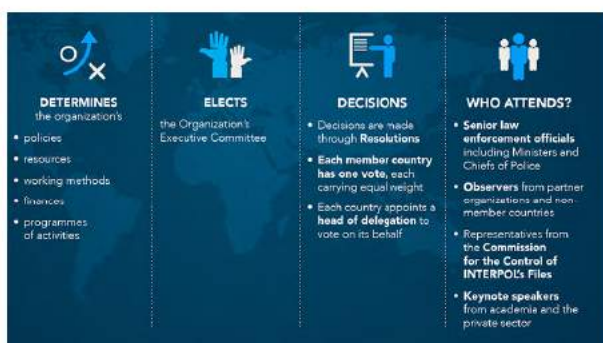 DETERMINES
the organization's
• policies
• resources
• working methods
• finances
• programmes
of activities
ELECTS
the Organization's
Executive Committee
DECISIONS
• Decisions are made
through Resolutions
• Each member country
has one vote, each
carrying equal weight
• Each country appoints a
head of delegation to
vote on its behalf
WHO ATTENDS?
• Senior law
enforcement officials
including Ministers and
Chiefs of Police
• Observers from partner
organizations and non-
member countries
• Representatives from
the Commission
for the Control of
INTERPOL's Files
• Keynote speakers
from academia and the
private sector